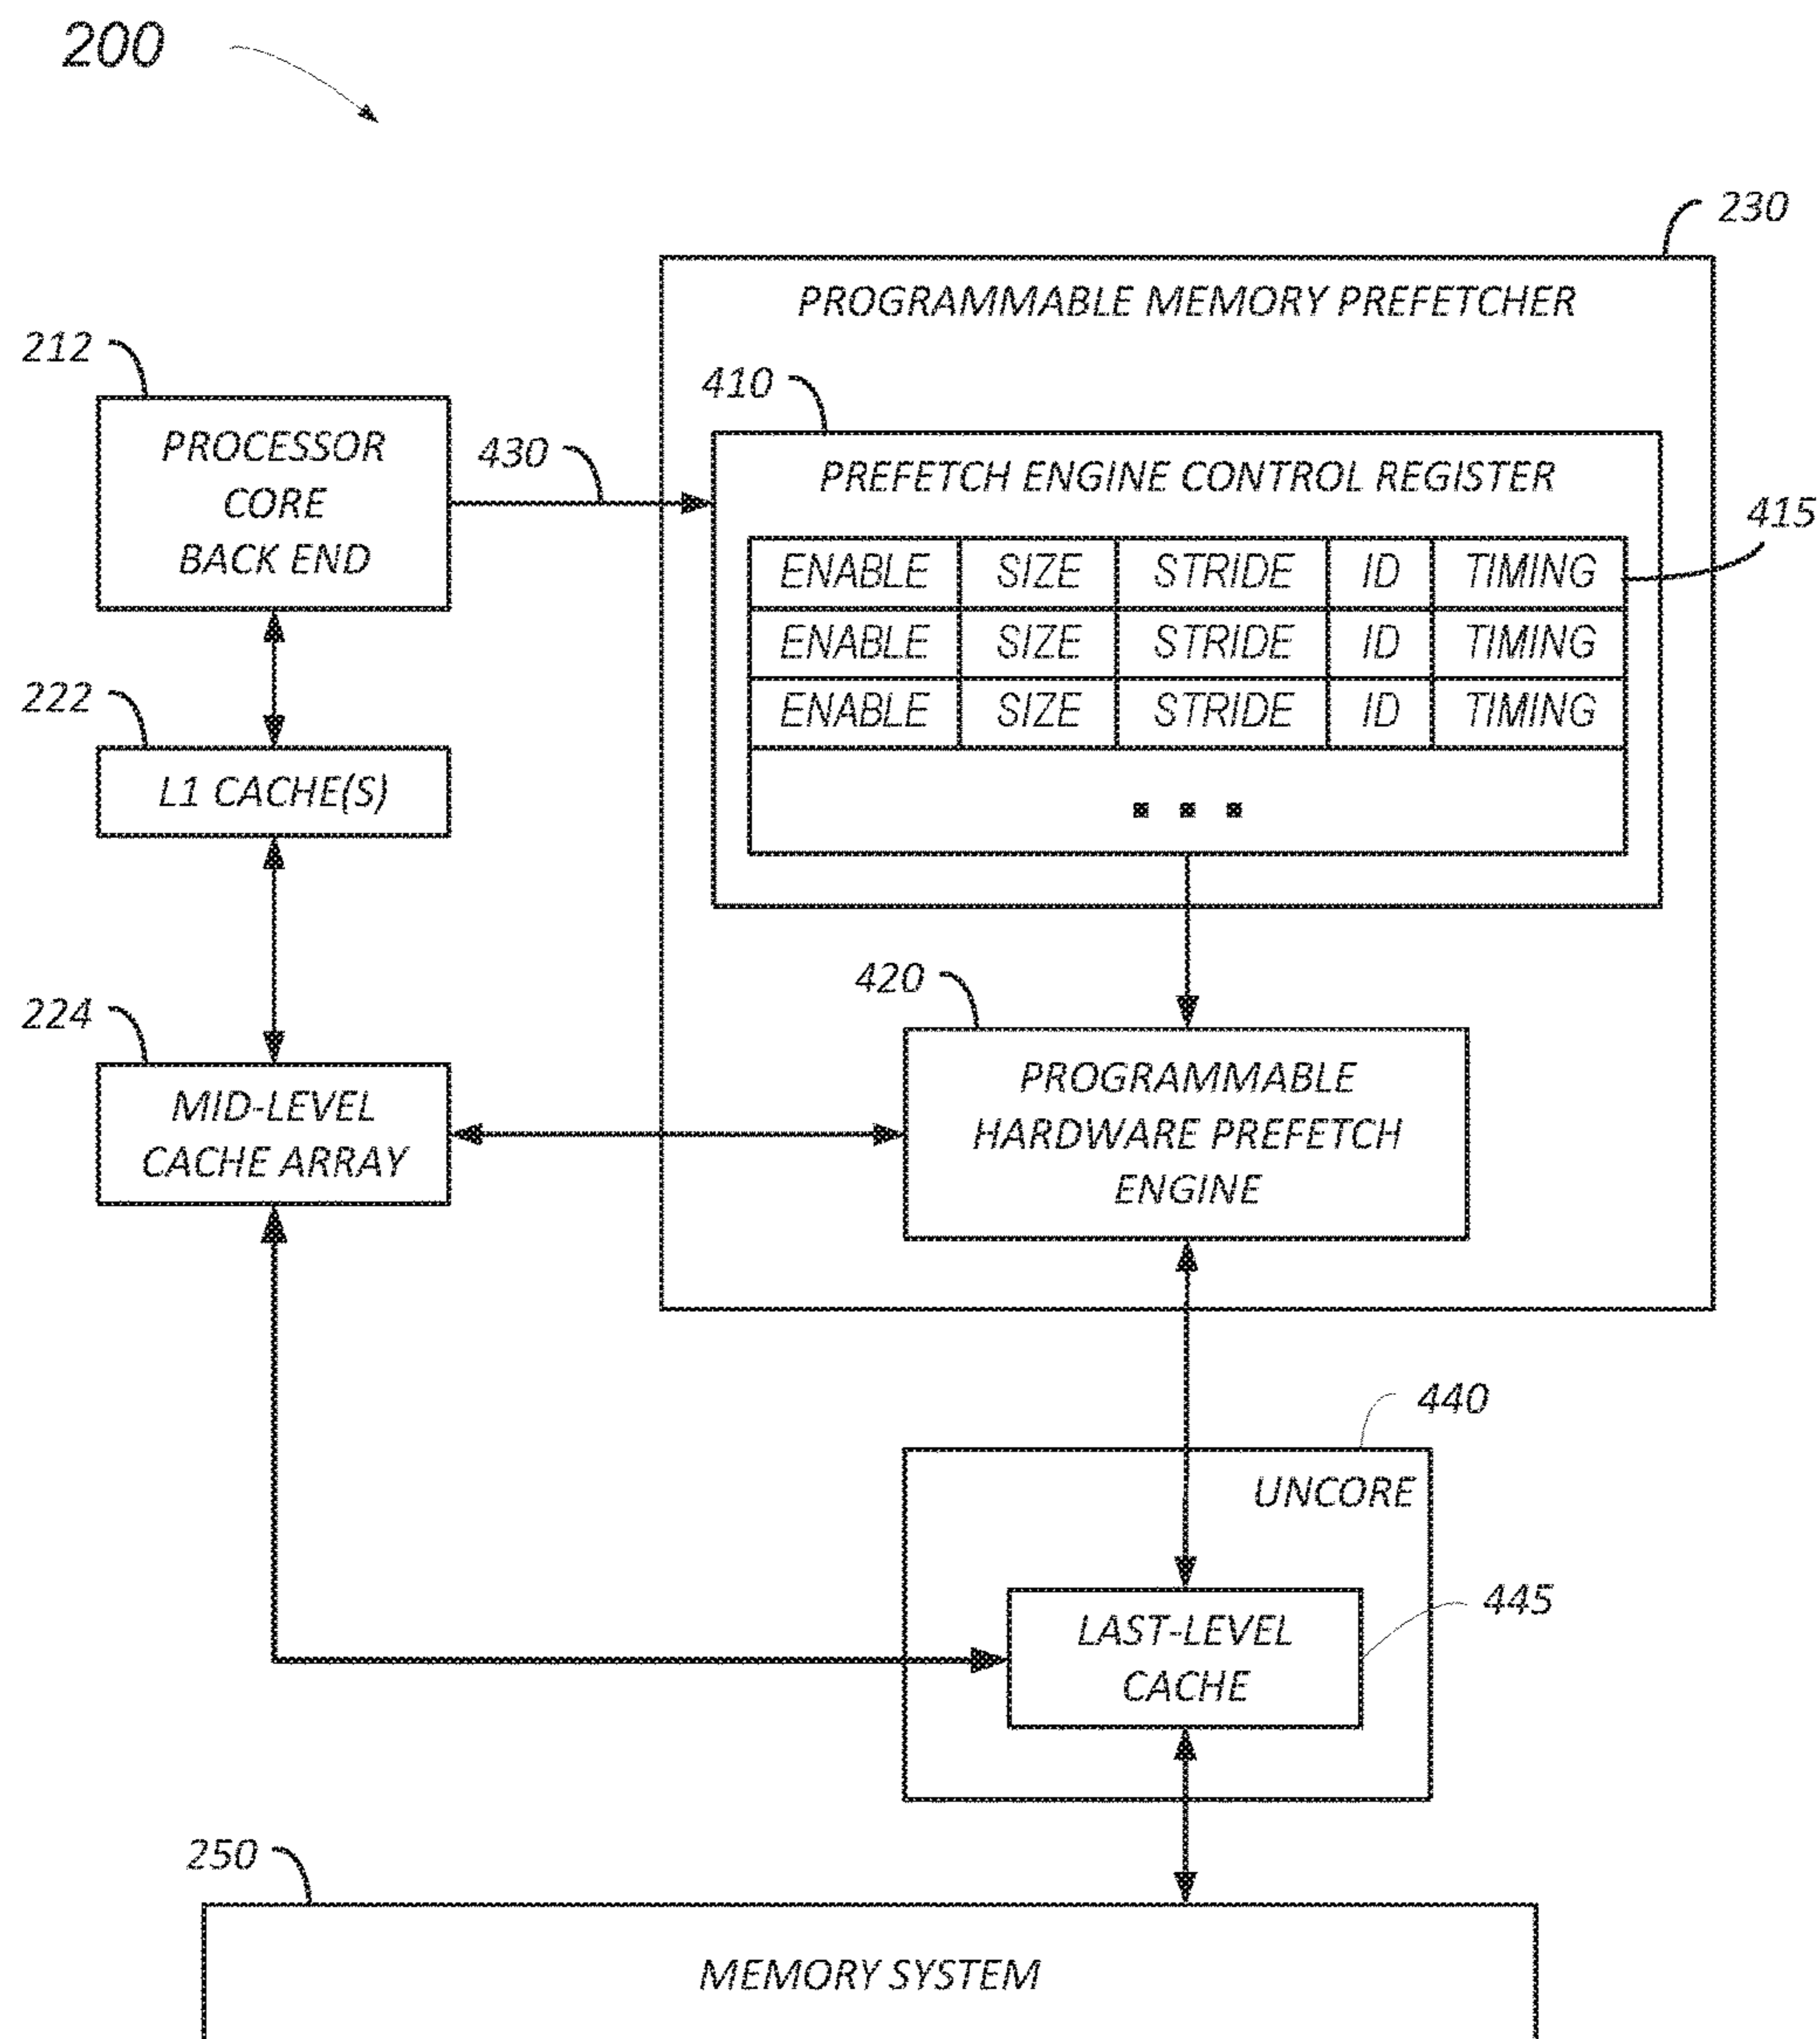 200
230
PROGRAMMABLE MEMORY PREFETCHER
212
410
PROCESSOR
CORE
BACK END
430
PREFETCH ENGINE CONTROL REGISTER
415
ENABLE SIZE STRIDE ID TIMING
ENABLE SIZE STRIDE ID TIMING
ENABLE SIZE STRIDE ID TIMING
...
222
L1 CACHE(S)
420
224
MID-LEVEL
CACHE ARRAY
PROGRAMMABLE
HARDWARE PREFETCH
ENGINE
440
UNCORE
445
LAST-LEVEL
CACHE
250
MEMORY SYSTEM